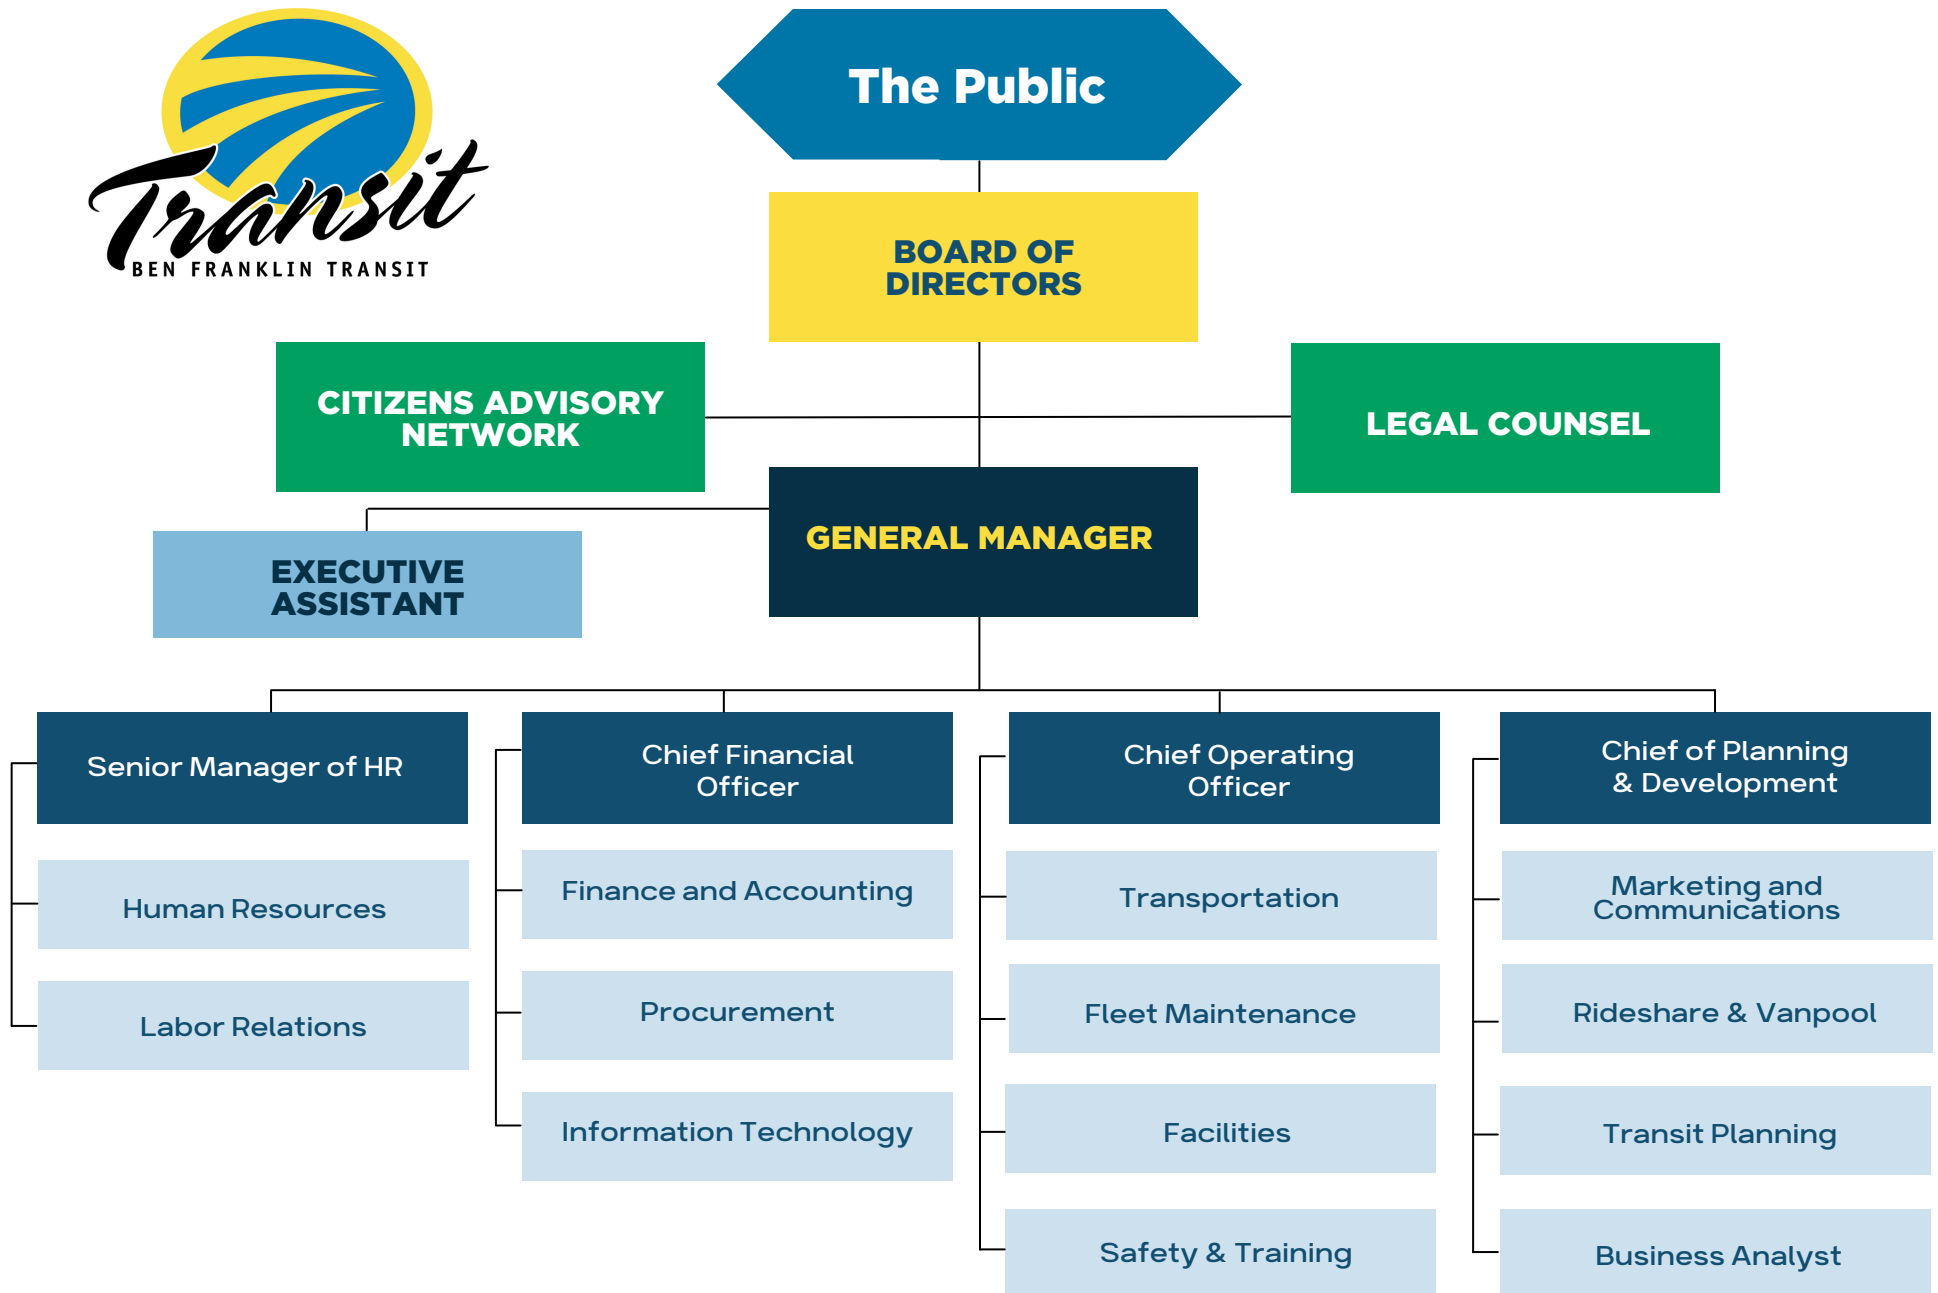 Transit
BEN FRANKLIN TRANSIT
The Public
BOARD OF
DIRECTORS
CITIZENS ADVISORY
NETWORK
LEGAL COUNSEL
GENERAL MANAGER
EXECUTIVE
ASSISTANT
Senior Manager of HR
Human Resources
Labor Relations
Chief Financial
Officer
Finance and Accounting
Procurement
Information Technology
Chief Operating
Officer
Transportation
Fleet Maintenance
Facilities
Safety & Training
Chief of Planning
& Development
Marketing and
Communications
Rideshare & Vanpool
Transit Planning
Business Analyst